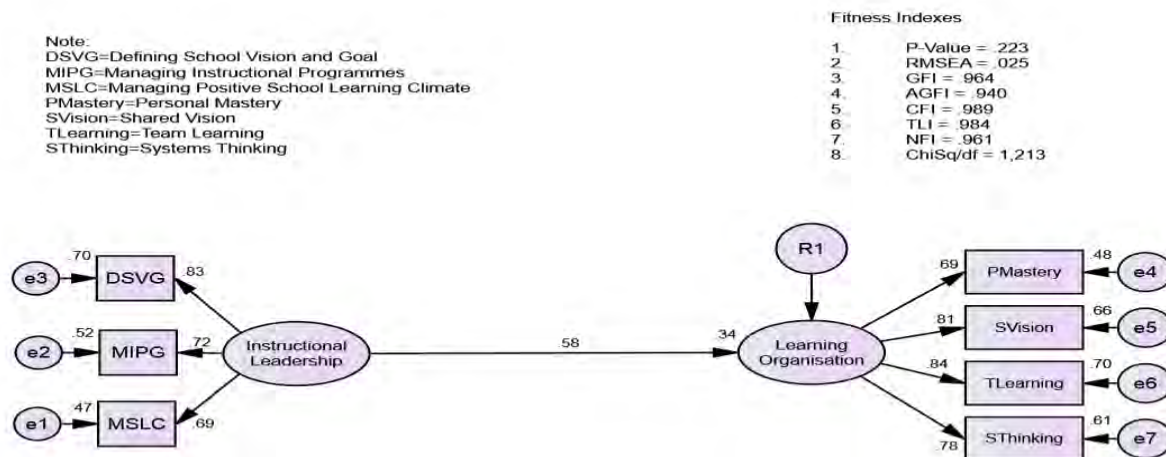 Note:
DSVG=Defining School Vision and Goal
MIPG=Managing Instructional Programmes
MSLC=Managing Positive School Learning Climate
PMastery=Personal Mastery
SVision=Shared Vision
TLearning=Team Learning
SThinking=Systems Thinking
Fitness Indexes
1. P-Value = .223
2. RMSEA = .025
3. GFI = .964
4. AGFI = .940
5. CFI = .989
6. TLI = .984
7. NFI = .961
8. ChiSq/df = 1,213
e3
.70
DSVG
.83
e2
.52
MIPG
.72
e1
.47
MSLC
.69
Instructional
Leadership
.58
R1
.34
Learning
Organisation
.69
PMastery
.48
e4
.81
SVision
.66
e5
.84
TLearning
.70
e6
.78
SThinking
.61
e7